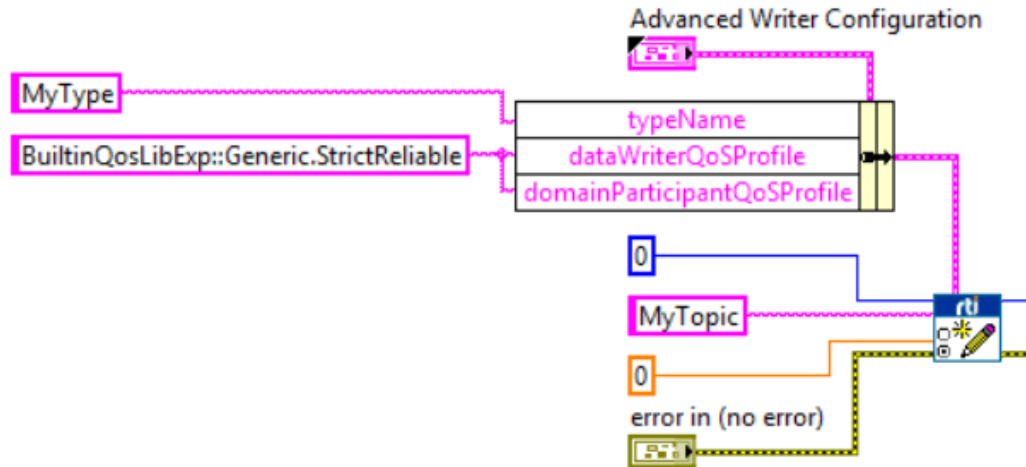 Advanced Writer Configuration
MyType
typeName
BuiltinQosLibExp::Generic.StrictReliable
dataWriterQoSProfile
domainParticipantQoSProfile
0
rti
MyTopic
0
error in (no error)